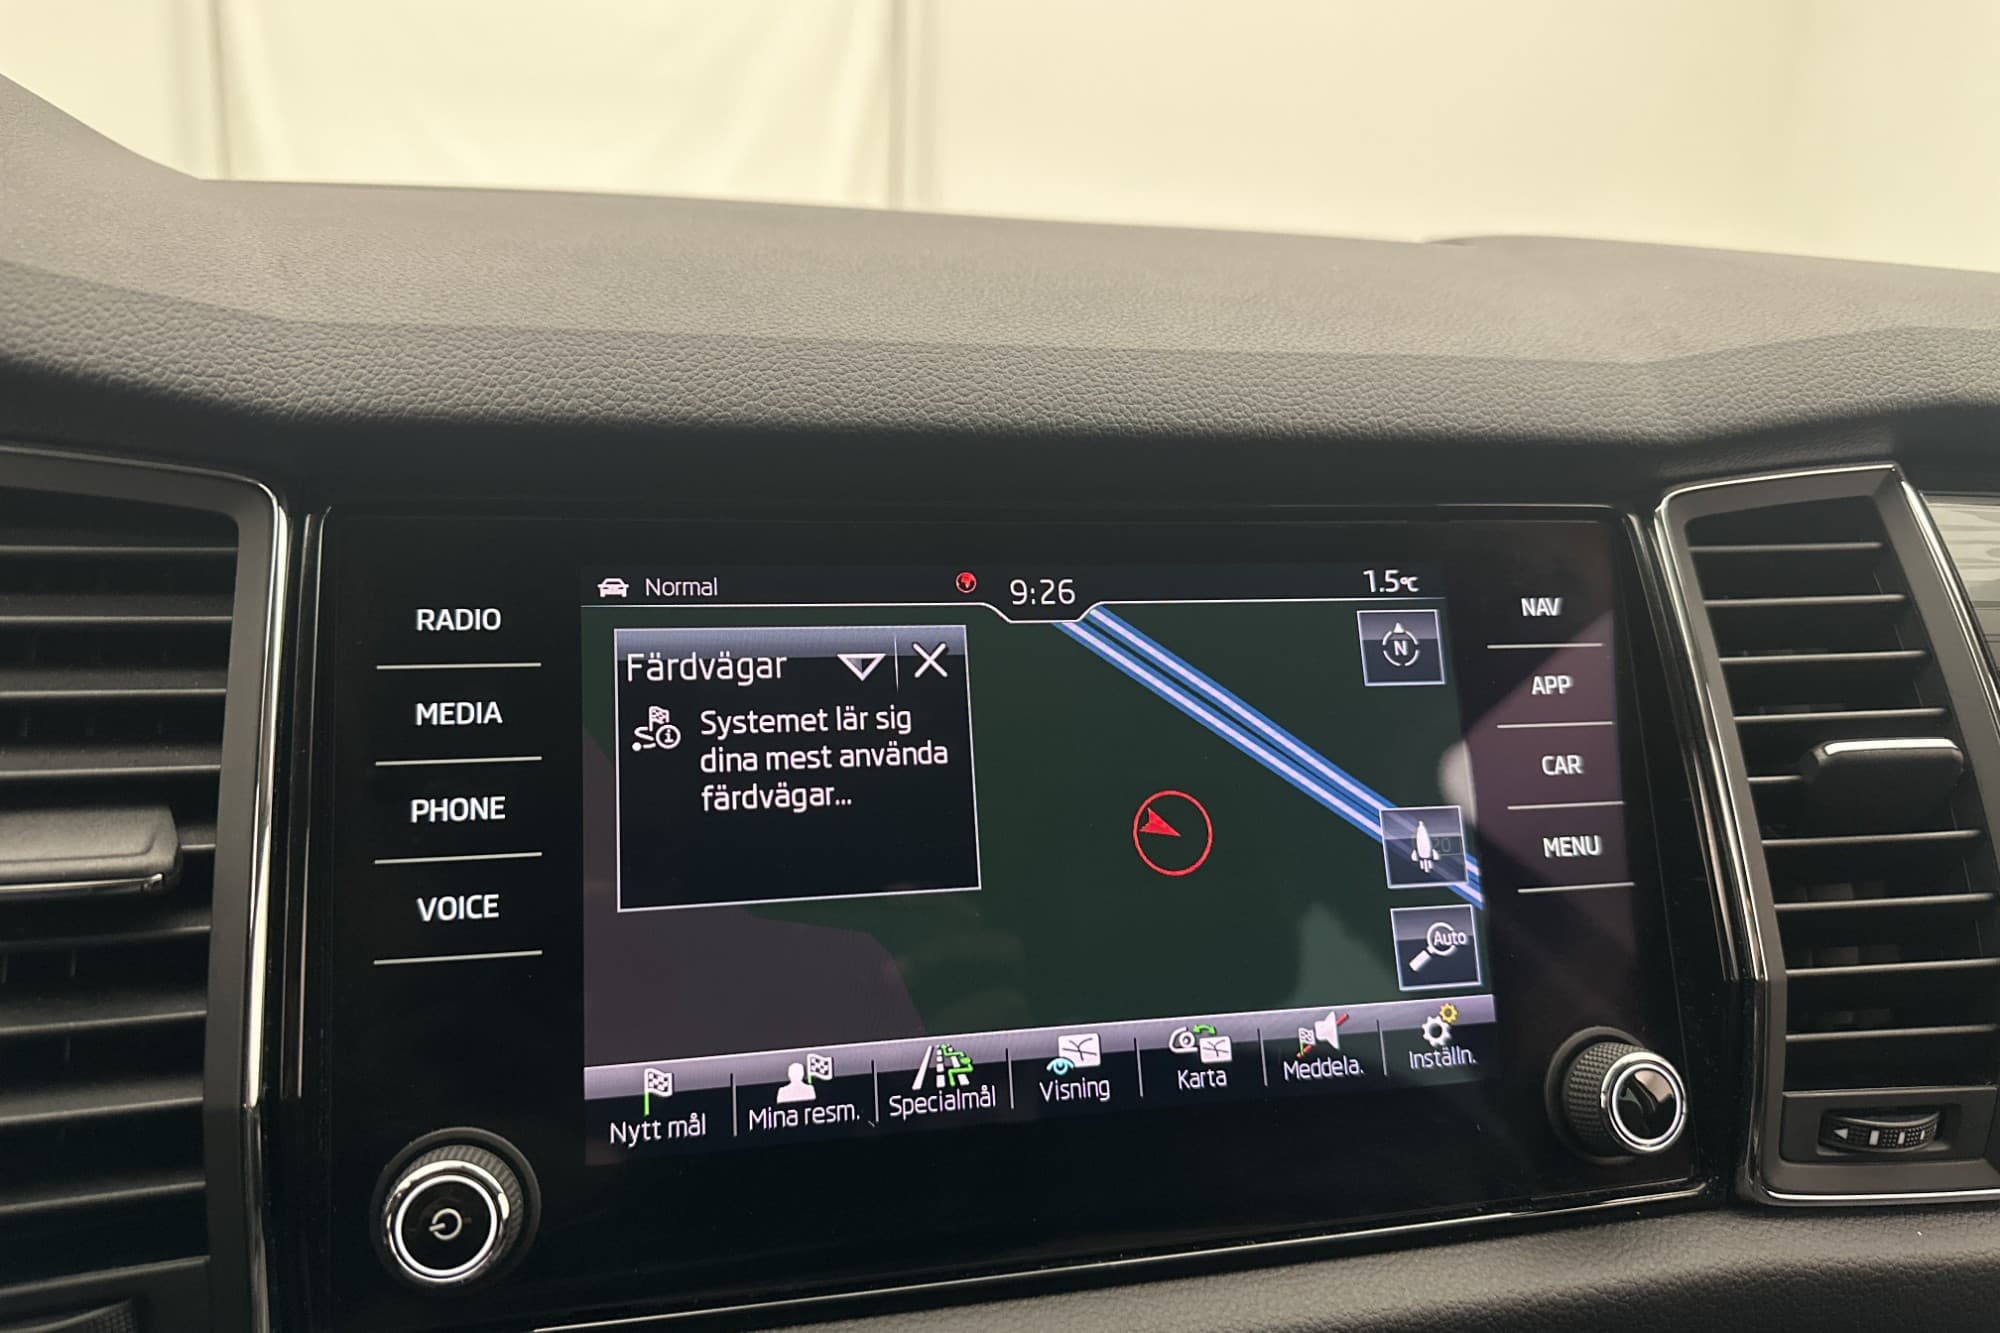 Normal
9:26
1.5°C
RADIO
MEDIA
PHONE
VOICE
Färdvägar
Systemet lär sig
dina mest använda
färdvägar...
N
20
Auto
NAV
APP
CAR
MENU
Nytt mål
Mina resm.
Specialmål
Visning
Karta
Meddela.
Inställn.